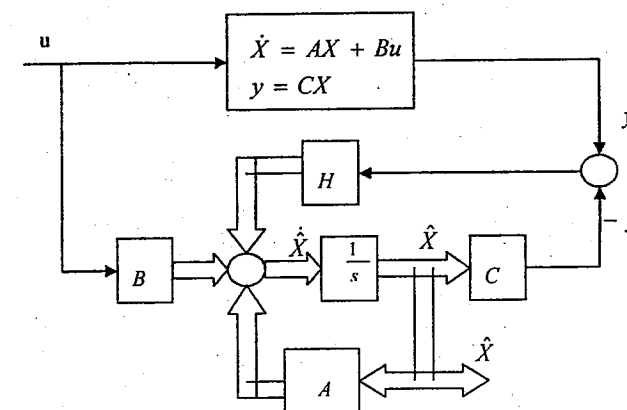 u
Ẋ = AX + Bu
y = CX
H
B
X̂̇
1
s
X̂
C
−
A
X̂